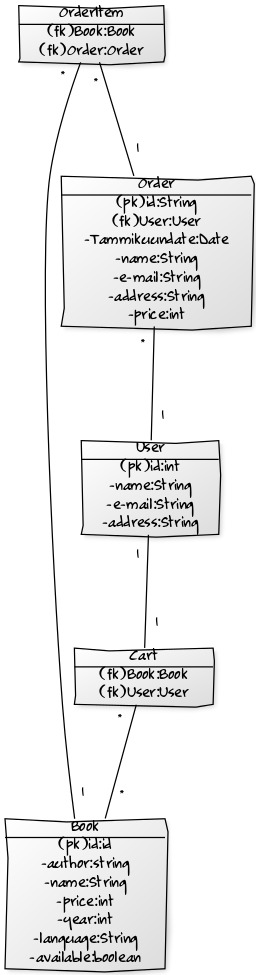 OrderItem
(fk)Book:Book
(fk)Order:Order
*
*
1
Order
(pk)id:String
(fk)User:User
-Tammikuundate:Date
-name:String
-e-mail:String
-address:String
-price:int
*
1
User
(pk)id:int
-name:String
-e-mail:String
-address:String
1
1
Cart
(fk)Book:Book
(fk)User:User
*
1
*
Book
(pk)id:id
-author:string
-name:String
-price:int
-year:int
-language:String
-available:boolean